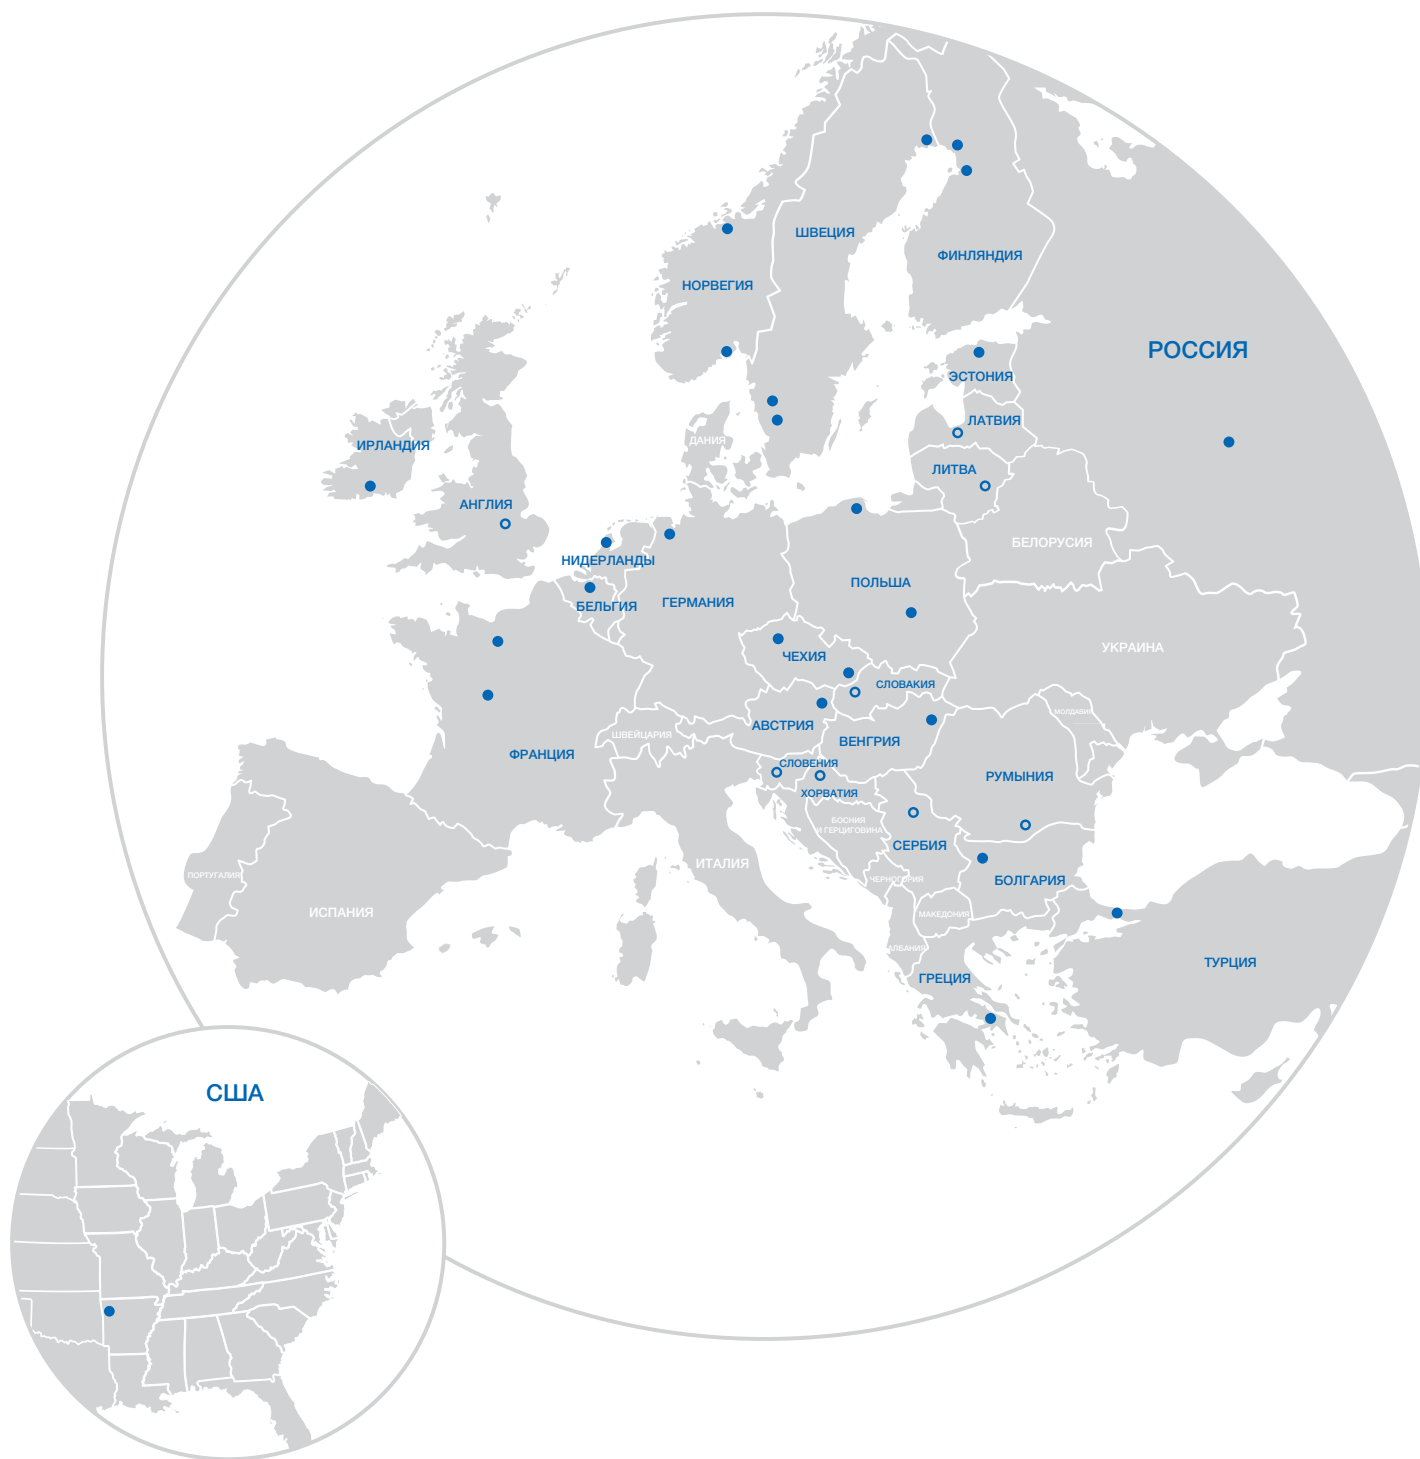 ШВЕЦИЯ
ФИНЛЯНДИЯ
НОРВЕГИЯ
РОССИЯ
ЭСТОНИЯ
ЛАТВИЯ
ДАНИЯ
ИРЛАНДИЯ
ЛИТВА
АНГЛИЯ
БЕЛОРУСИЯ
НИДЕРЛАНДЫ
ПОЛЬША
БЕЛЬГИЯ
ГЕРМАНИЯ
УКРАИНА
ЧЕХИЯ
СЛОВАКИЯ
МОЛДАВИЯ
АВСТРИЯ
ШВЕЙЦАРИЯ
ВЕНГРИЯ
ФРАНЦИЯ
СЛОВЕНИЯ
РУМЫНИЯ
ХОРВАТИЯ
БОСНИЯ
И ГЕРЦИГОВИНА
СЕРБИЯ
ИТАЛИЯ
ПОРТУГАЛИЯ
ЧЕРНОГОРИЯ
БОЛГАРИЯ
ИСПАНИЯ
МАКЕДОНИЯ
АЛБАНИЯ
ТУРЦИЯ
ГРЕЦИЯ
США